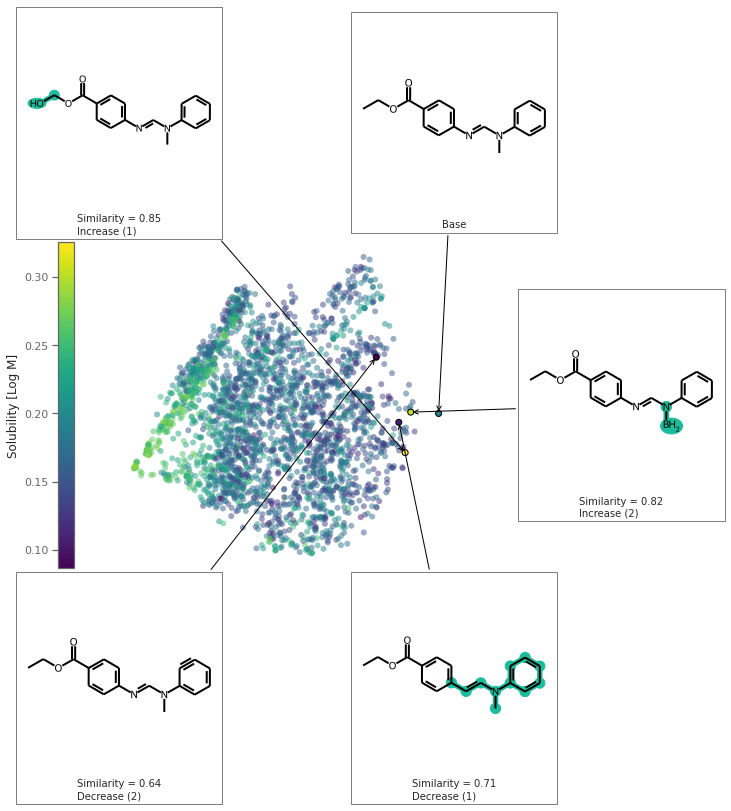 O
HO
O
N
N
Similarity = 0.85
Increase (1)
O
O
N
N
Base
0.30
0.25
0.20
0.15
0.10
Solubility [Log M]
O
O
N
N
BH2
Similarity = 0.82
Increase (2)
O
O
N
N
Similarity = 0.64
Decrease (2)
O
O
N
Similarity = 0.71
Decrease (1)